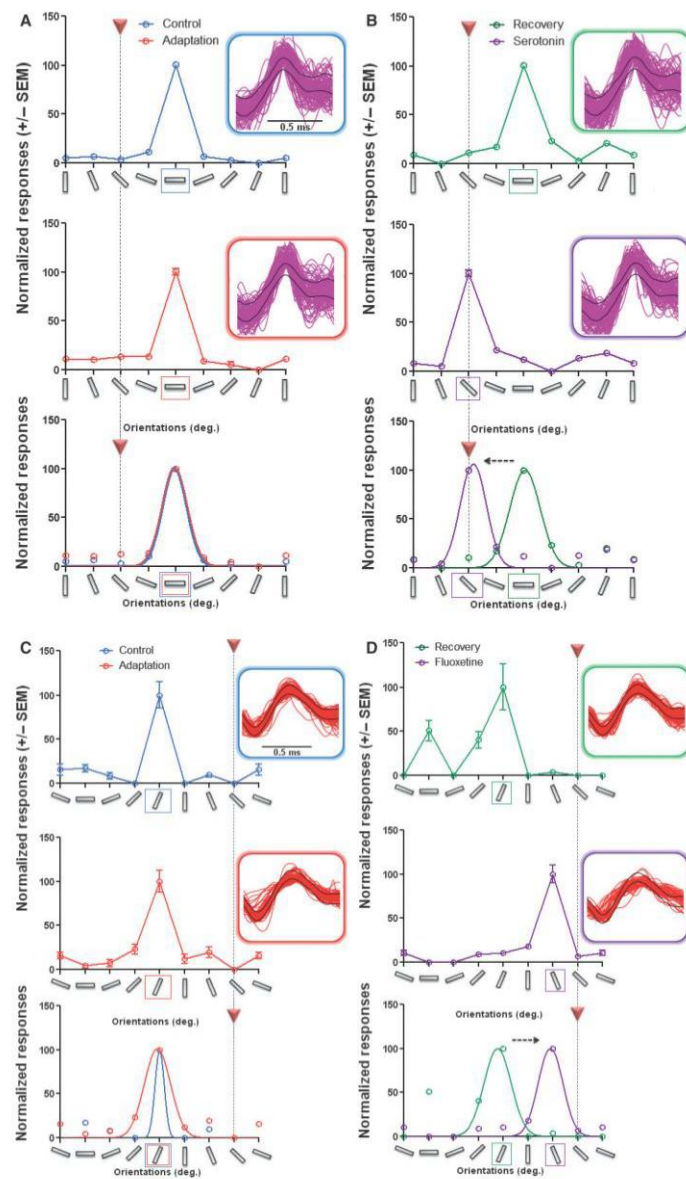 A
Control
Adaptation
Normalized responses (+/− SEM)
150
100
50
0
0.5 ms
150
100
50
0
Orientations (deg.)
Normalized responses
150
100
50
0
Orientations (deg.)
B
Recovery
Serotonin
Normalized responses (+/− SEM)
150
100
50
0
150
100
50
0
Orientations (deg.)
Normalized responses
150
100
50
0
Orientations (deg.)
C
Control
Adaptation
Normalized responses (+/− SEM)
150
100
50
0
0.5 ms
150
100
50
0
Orientations (deg.)
Normalized responses
150
100
50
0
Orientations (deg.)
D
Recovery
Fluoxetine
Normalized responses (+/− SEM)
150
100
50
0
150
100
50
0
Orientations (deg.)
Normalized responses
150
100
50
0
Orientations (deg.)